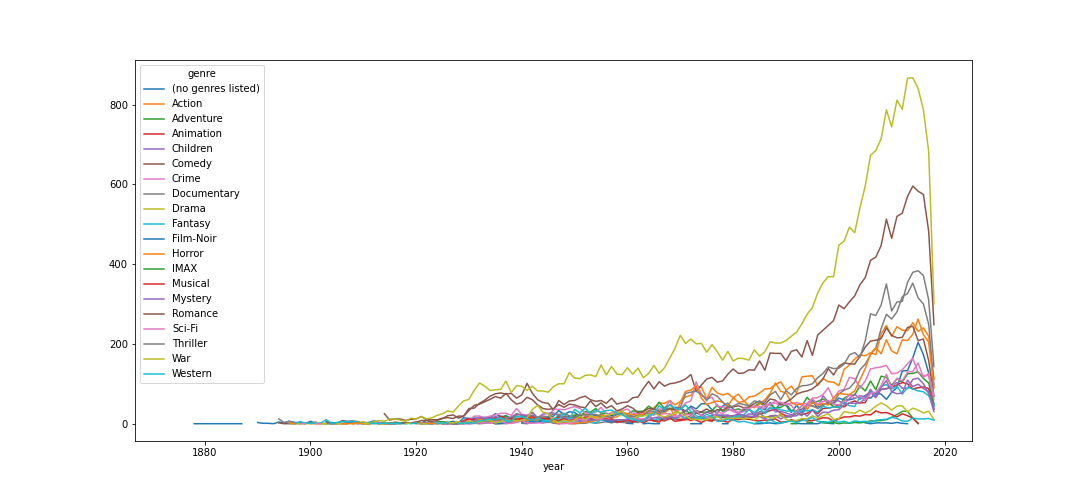 genre
(no genres listed)
Action
Adventure
Animation
Children
Comedy
Crime
Documentary
Drama
Fantasy
Film-Noir
Horror
IMAX
Musical
Mystery
Romance
Sci-Fi
Thriller
War
Western
800
600
400
200
0
1880 1900 1920 1940 1960 1980 2000 2020
year